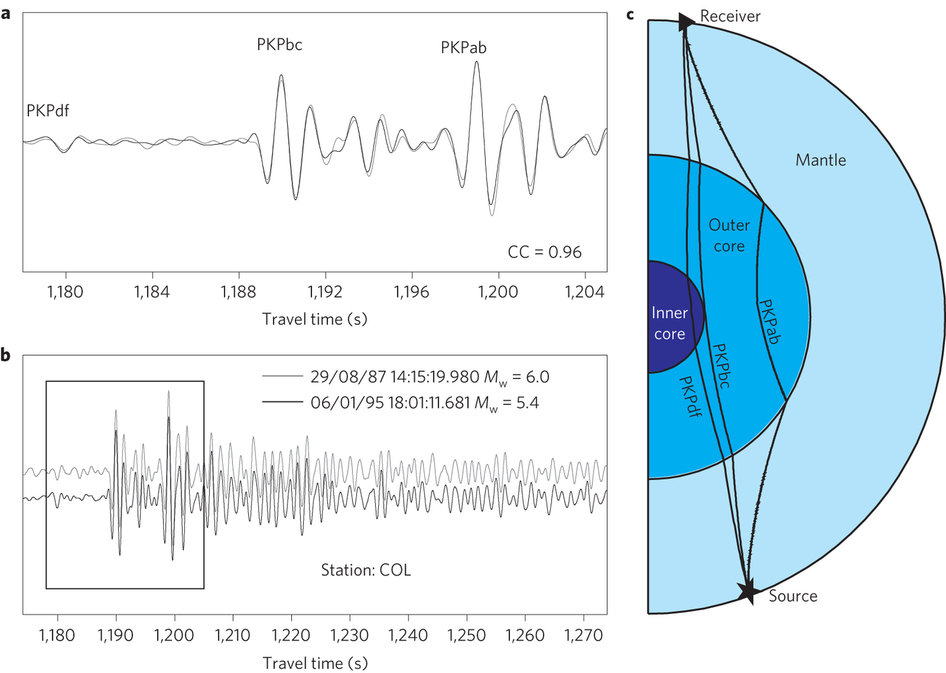 a
PKPdf
PKPbc
PKPab
CC = 0.96
1,180 1,184 1,188 1,192 1,196 1,200 1,204
Travel time (s)
b
29/08/87 14:15:19.980 Mw = 6.0
06/01/95 18:01:11.681 Mw = 5.4
Station: COL
1,180 1,190 1,200 1,210 1,220 1,230 1,240 1,250 1,260 1,270
Travel time (s)
c
Receiver
Mantle
Outer
core
Inner
core
PKPab
PKPbc
PKPdf
Source